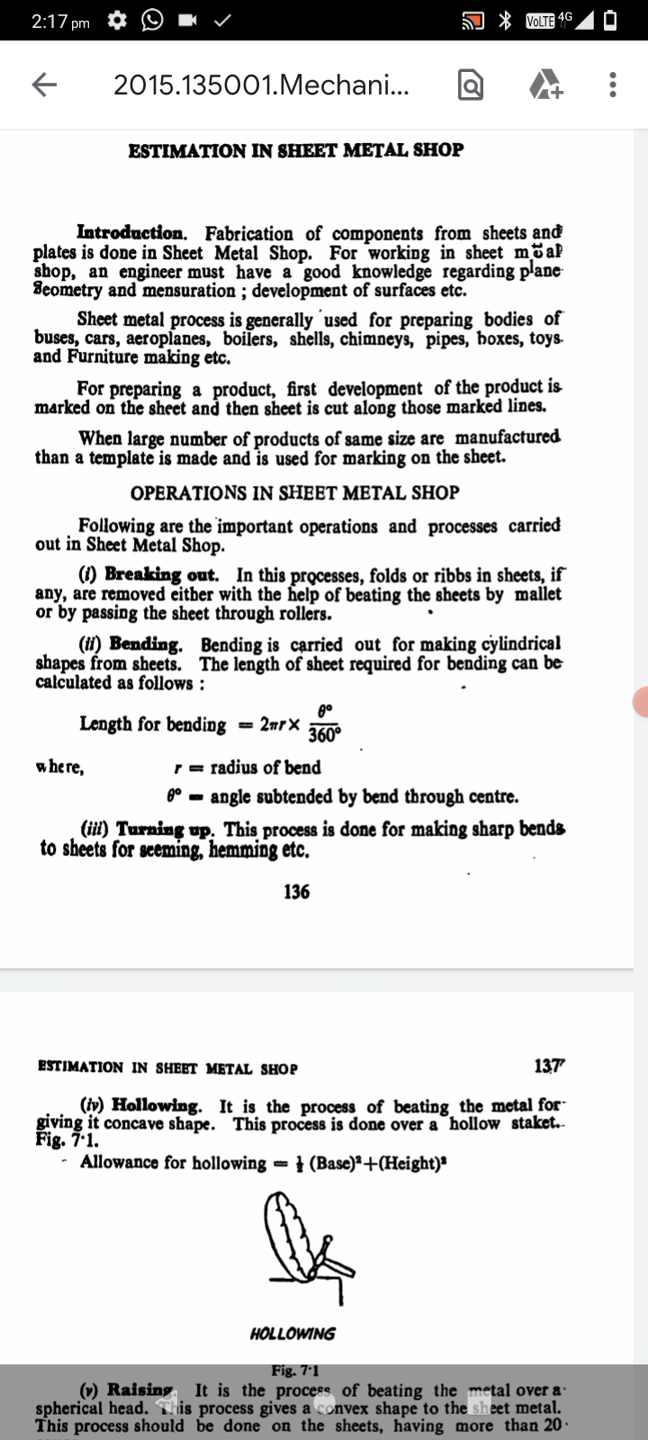 2:17 pm
VoLTE 4G
2015.135001.Mechani...
ESTIMATION IN SHEET METAL SHOP
Introduction. Fabrication of components from sheets and
plates is done in Sheet Metal Shop. For working in sheet metal
shop, an engineer must have a good knowledge regarding plane
Geometry and mensuration ; development of surfaces etc.
Sheet metal process is generally used for preparing bodies of
buses, cars, aeroplanes, boilers, shells, chimneys, pipes, boxes, toys
and Furniture making etc.
For preparing a product, first development of the product is
marked on the sheet and then sheet is cut along those marked lines.
When large number of products of same size are manufactured
than a template is made and is used for marking on the sheet.
OPERATIONS IN SHEET METAL SHOP
Following are the important operations and processes carried
out in Sheet Metal Shop.
(i) Breaking out. In this processes, folds or ribbs in sheets, if
any, are removed either with the help of beating the sheets by mallet
or by passing the sheet through rollers.
(ii) Bending. Bending is carried out for making cylindrical
shapes from sheets. The length of sheet required for bending can be
calculated as follows :
Length for bending = 2πr× θ°/360°
where, r = radius of bend
θ° = angle subtended by bend through centre.
(iii) Turning up. This process is done for making sharp bends
to sheets for seeming, hemming etc.
136
ESTIMATION IN SHEET METAL SHOP 137
(iv) Hollowing. It is the process of beating the metal for
giving it concave shape. This process is done over a hollow staket.
Fig. 7·1.
Allowance for hollowing = (Base)²+(Height)²
HOLLOWING
Fig. 7·1
(v) Raising. It is the process of beating the metal over a
spherical head. This process gives a convex shape to the sheet metal.
This process should be done on the sheets, having more than 20